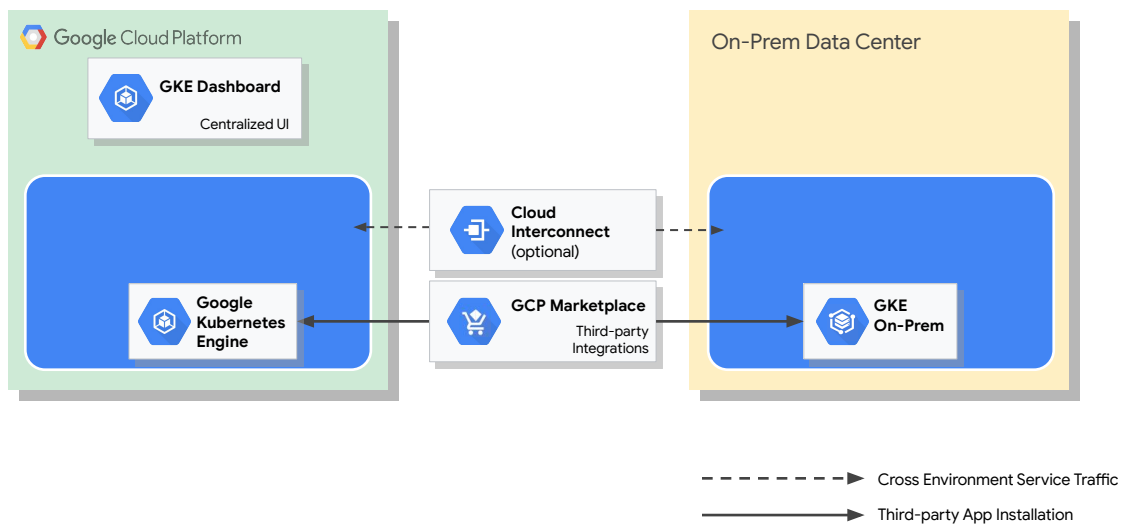 Google Cloud Platform
GKE Dashboard
Centralized UI
Google
Kubernetes
Engine
Cloud
Interconnect
(optional)
GCP Marketplace
Third-party
Integrations
On-Prem Data Center
GKE
On-Prem
Cross Environment Service Traffic
Third-party App Installation